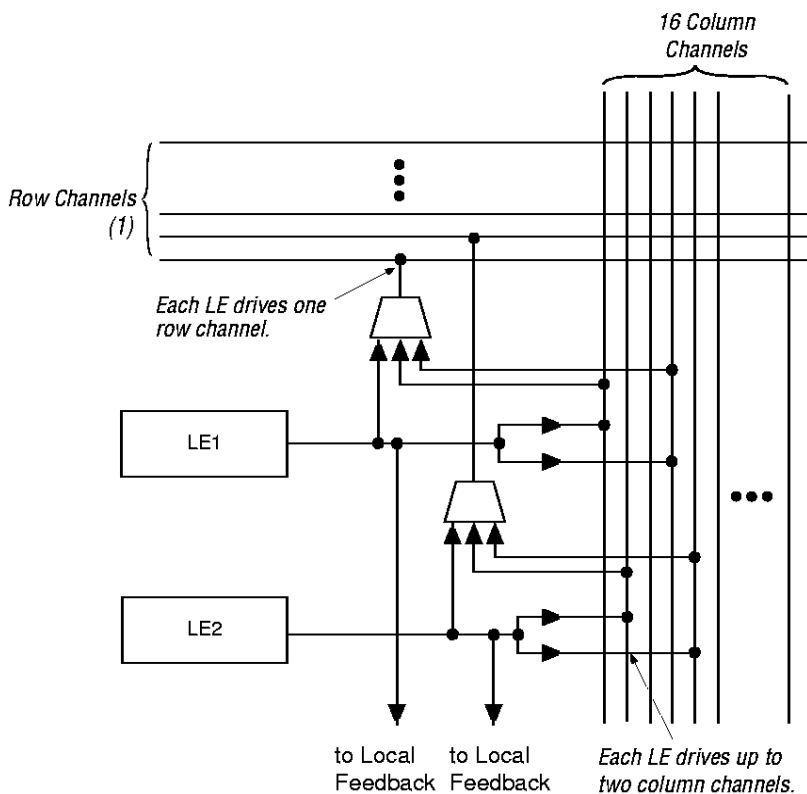 16 Column
Channels
Row Channels
(1)
Each LE drives one
row channel.
LE1
LE2
to Local
Feedback
to Local
Feedback
Each LE drives up to
two column channels.